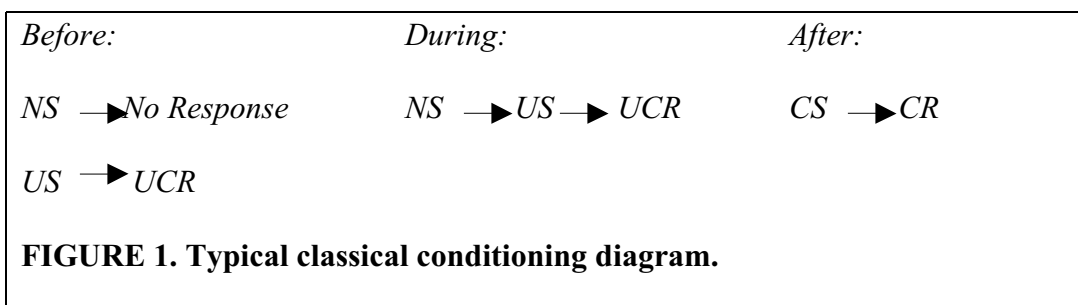 Before: During: After:
NS → No Response NS → US → UCR CS → CR
US → UCR
FIGURE 1. Typical classical conditioning diagram.